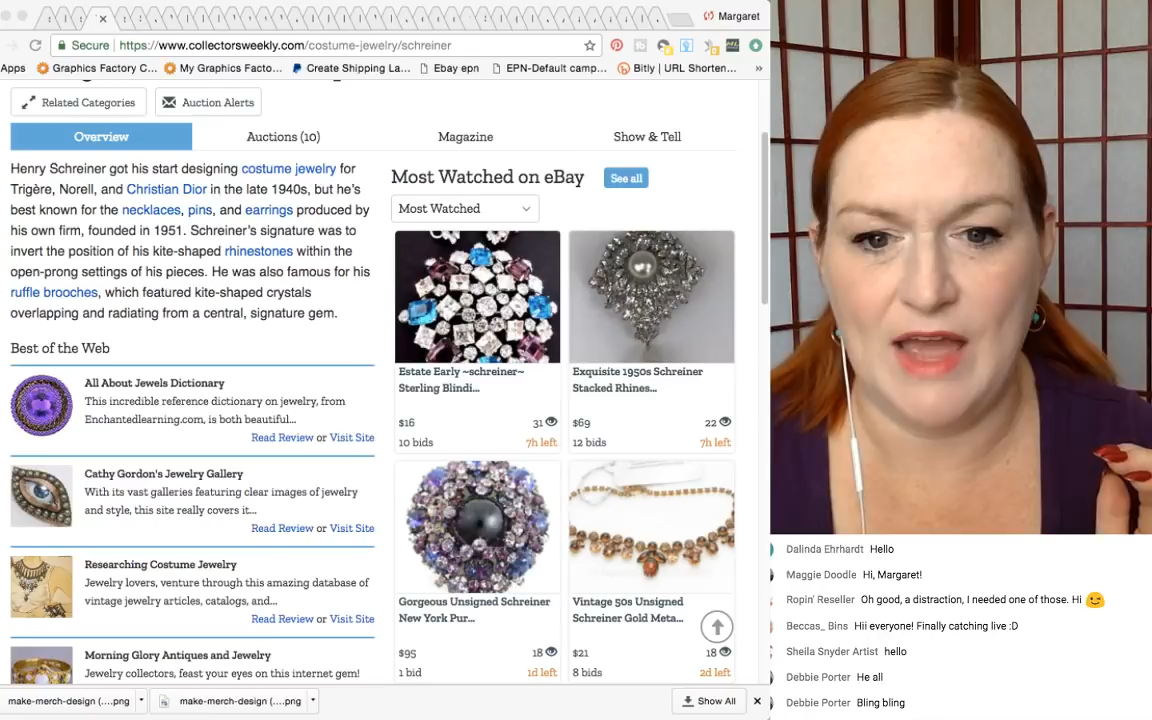 Margaret
Secure https://www.collectorsweekly.com/costume-jewelry/schreiner
Apps Graphics Factory C... My Graphics Facto... Create Shipping La... Ebay epn EPN-Default camp... Bitly | URL Shorten... »
Related Categories Auction Alerts
Overview Auctions (10) Magazine Show & Tell
Henry Schreiner got his start designing costume jewelry for
Trigère, Norell, and Christian Dior in the late 1940s, but he's
best known for the necklaces, pins, and earrings produced by
his own firm, founded in 1951. Schreiner's signature was to
invert the position of his kite-shaped rhinestones within the
open-prong settings of his pieces. He was also famous for his
ruffle brooches, which featured kite-shaped crystals
overlapping and radiating from a central, signature gem.
Best of the Web
All About Jewels Dictionary
This incredible reference dictionary on jewelry, from
Enchantedlearning.com, is both beautiful...
Read Review or Visit Site
Cathy Gordon's Jewelry Gallery
With its vast galleries featuring clear images of jewelry
and style, this site really covers it...
Read Review or Visit Site
Researching Costume Jewelry
Jewelry lovers, venture through this amazing database of
vintage jewelry articles, catalogs, and...
Read Review or Visit Site
Morning Glory Antiques and Jewelry
Jewelry collectors, feast your eyes on this internet gem!
Most Watched on eBay See all
Most Watched
Estate Early ~schreiner~
Sterling Blindi...
$16 31
10 bids 7h left
Exquisite 1950s Schreiner
Stacked Rhines...
$69 22
12 bids 7h left
Gorgeous Unsigned Schreiner
New York Pur...
$95 18
1 bid 1d left
Vintage 50s Unsigned
Schreiner Gold Meta...
$21 18
8 bids 2d left
make-merch-design (....png make-merch-design (....png Show All
Dalinda Ehrhardt Hello
Maggie Doodle Hi, Margaret!
Ropin' Reseller Oh good, a distraction, I needed one of those. Hi 😉
Beccas_ Bins Hii everyone! Finally catching live :D
Sheila Snyder Artist hello
Debbie Porter He all
Debbie Porter Bling bling